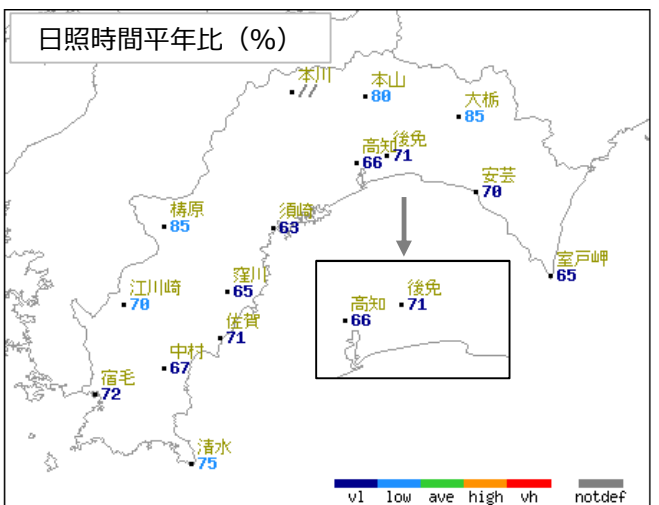 日照時間平年比（%）
本川
//
本山
80
大栃
85
高知
66
後免
71
安芸
70
室戸岬
65
梼原
85
須崎
63
江川崎
70
窪川
65
佐賀
71
中村
67
宿毛
72
清水
75
高知
66
後免
71
vl low ave high vh notdef